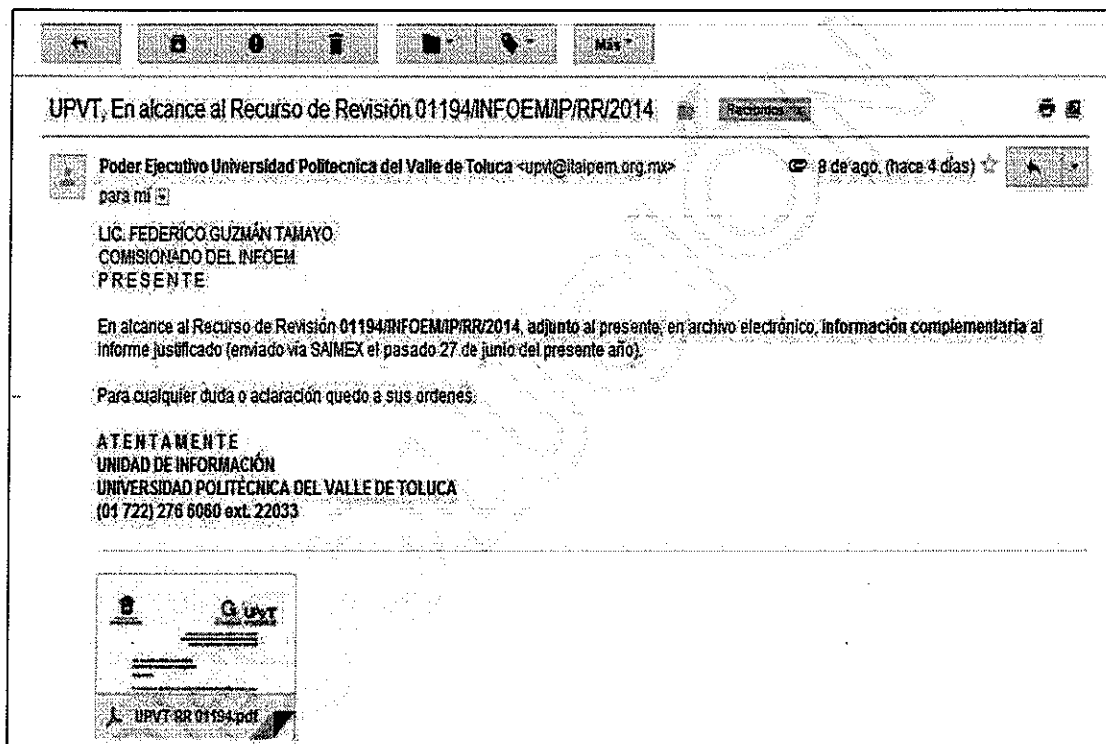 Más
UPVT, En alcance al Recurso de Revisión 01194/INFOEM/IP/RR/2014 Recibidos x
Poder Ejecutivo Universidad Politecnica del Valle de Toluca <upvt@itaipem.org.mx> 8 de ago. (hace 4 días)
para mí
LIC. FEDERICO GUZMÁN TAMAYO
COMISIONADO DEL INFOEM
P R E S E N T E
En alcance al Recurso de Revisión 01194/INFOEM/IP/RR/2014, adjunto al presente, en archivo electrónico, información complementaria al
informe justificado (enviado via SAIMEX el pasado 27 de junio del presente año).
Para cualquier duda o aclaración quedo a sus ordenes.
A T E N T A M E N T E
UNIDAD DE INFORMACIÓN
UNIVERSIDAD POLITÉCNICA DEL VALLE DE TOLUCA
(01 722) 276 6060 ext. 22033
G UPVT
UPVT RR 01194.pdf